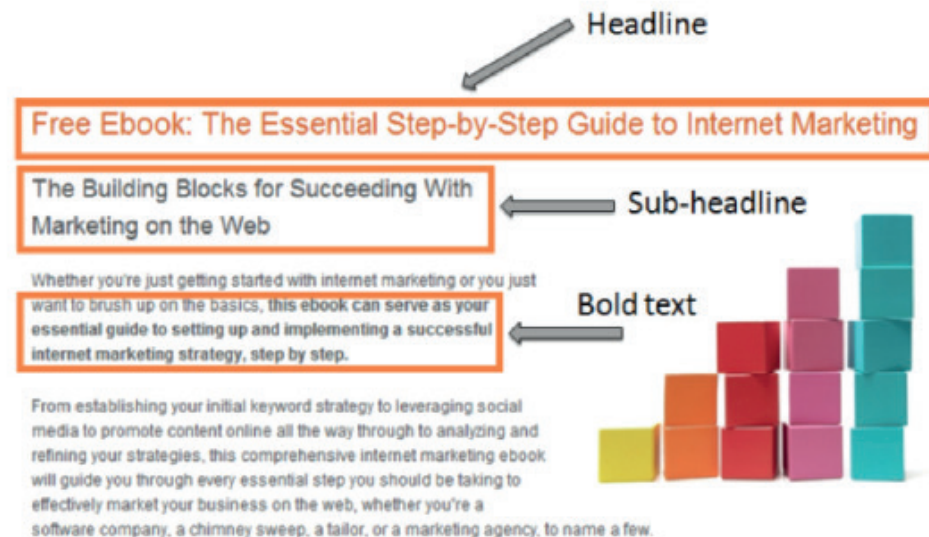 Headline
Free Ebook: The Essential Step-by-Step Guide to Internet Marketing
The Building Blocks for Succeeding With
Marketing on the Web
Sub-headline
Whether you're just getting started with internet marketing or you just
want to brush up on the basics, this ebook can serve as your
essential guide to setting up and implementing a successful
internet marketing strategy, step by step.
Bold text
From establishing your initial keyword strategy to leveraging social
media to promote content online all the way through to analyzing and
refining your strategies, this comprehensive internet marketing ebook
will guide you through every essential step you should be taking to
effectively market your business on the web, whether you're a
software company, a chimney sweep, a tailor, or a marketing agency, to name a few.